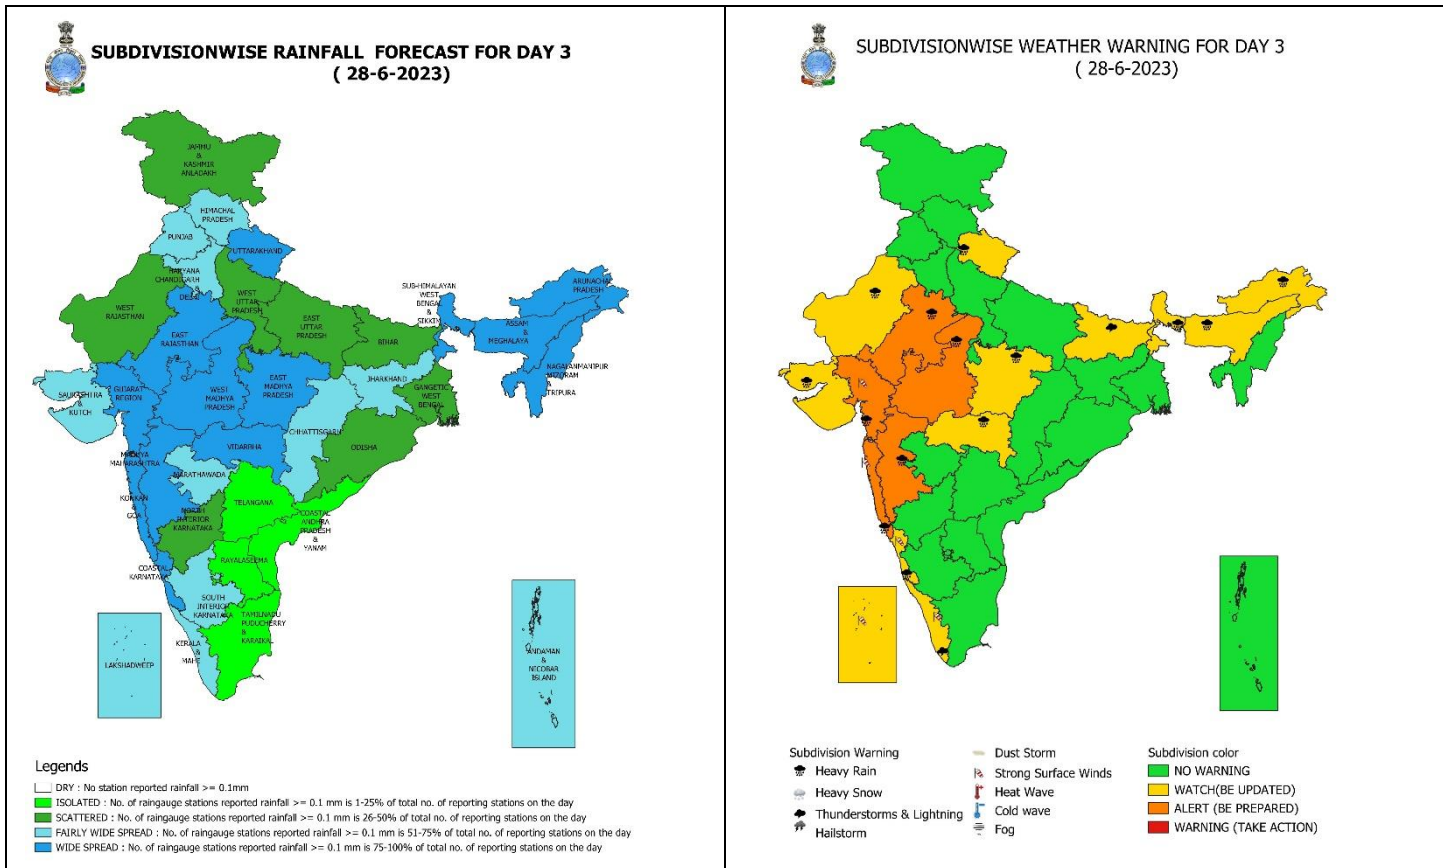 SUBDIVISIONWISE RAINFALL FORECAST FOR DAY 3
( 28-6-2023)
JAMMU
&
KASHMIR
ANLADAKH
HIMACHAL
PRADESH
PUNJAB
UTTARAKHAND
HARYANA
CHANDIGARH
&
DELHI
WEST
RAJASTHAN
WEST
UTTAR
PRADESH
EAST
UTTAR
PRADESH
EAST
RAJASTHAN
BIHAR
SUB-HIMALAYAN
WEST
BENGAL
&
SIKKIM
ARUNACHAL
PRADESH
ASSAM
&
MEGHALAYA
NAGALANMANIPUR
MIZORAM
&
TRIPURA
SAURASHTRA
&
KUTCH
GUJARAT
REGION
WEST
MADHYA
PRADESH
EAST
MADHYA
PRADESH
JHARKHAND
GANGETIC
WEST
BENGAL
CHHATTISGARH
ODISHA
VIDARBHA
MADHYA
MAHARASHTRA
MARATHAWADA
KONKAN
&
GOA
NORTH
INTERIOR
KARNATAKA
TELANGANA
COASTAL
ANDHRA
PRADESH
&
YANAM
RAYALASEEMA
COASTAL
KARNATAKA
SOUTH
INTERIOR
KARNATAKA
TAMILNADU
PUDUCHERRY
&
KARAIKAL
KERALA
&
MAHE
LAKSHADWEEP
ANDAMAN
&
NICOBAR
ISLAND
Legends
DRY : No station reported rainfall >= 0.1mm
ISOLATED : No. of raingauge stations reported rainfall >= 0.1 mm is 1-25% of total no. of reporting stations on the day
SCATTERED : No. of raingauge stations reported rainfall >= 0.1 mm is 26-50% of total no. of reporting stations on the day
FAIRLY WIDE SPREAD : No. of raingauge stations reported rainfall >= 0.1 mm is 51-75% of total no. of reporting stations on the day
WIDE SPREAD : No. of raingauge stations reported rainfall >= 0.1 mm is 75-100% of total no. of reporting stations on the day
SUBDIVISIONWISE WEATHER WARNING FOR DAY 3
( 28-6-2023)
Subdivision Warning
Heavy Rain
Heavy Snow
Thunderstorms & Lightning
Hailstorm
Dust Storm
Strong Surface Winds
Heat Wave
Cold wave
Fog
Subdivision color
NO WARNING
WATCH(BE UPDATED)
ALERT (BE PREPARED)
WARNING (TAKE ACTION)